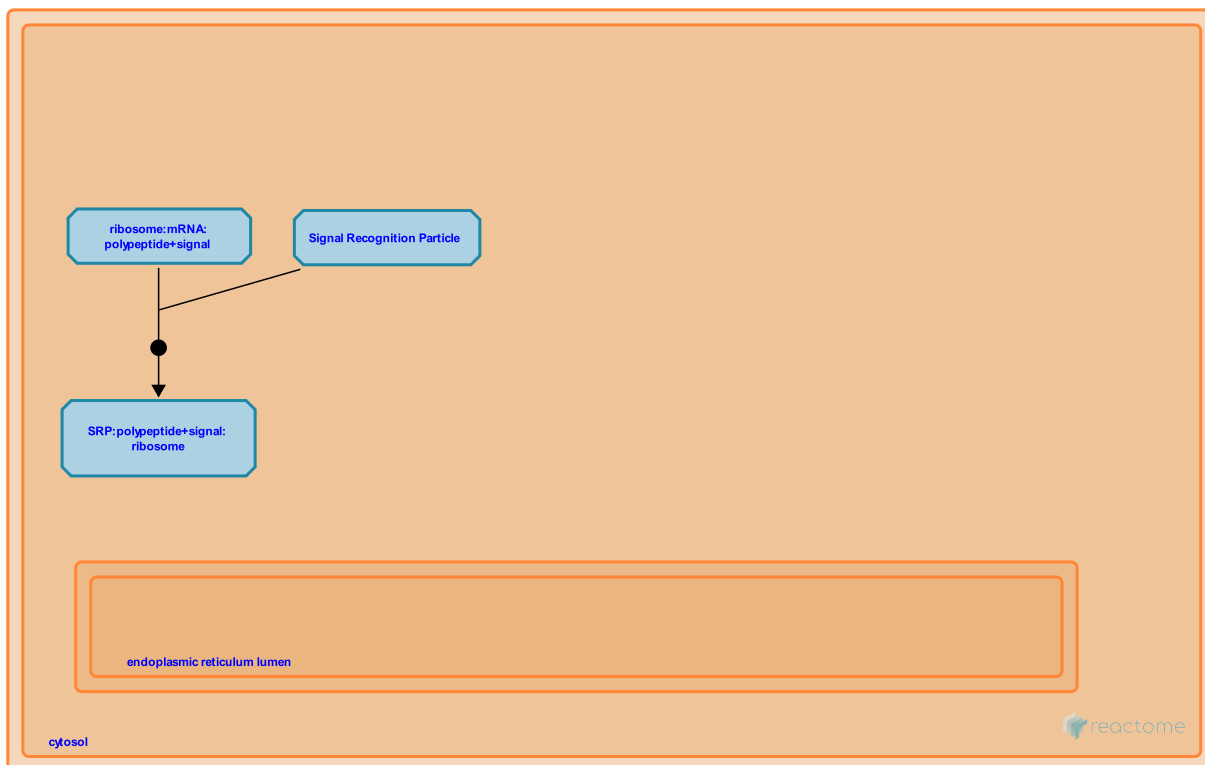 ribosome:mRNA:
polypeptide+signal
Signal Recognition Particle
SRP:polypeptide+signal:
ribosome
endoplasmic reticulum lumen
reactome
cytosol